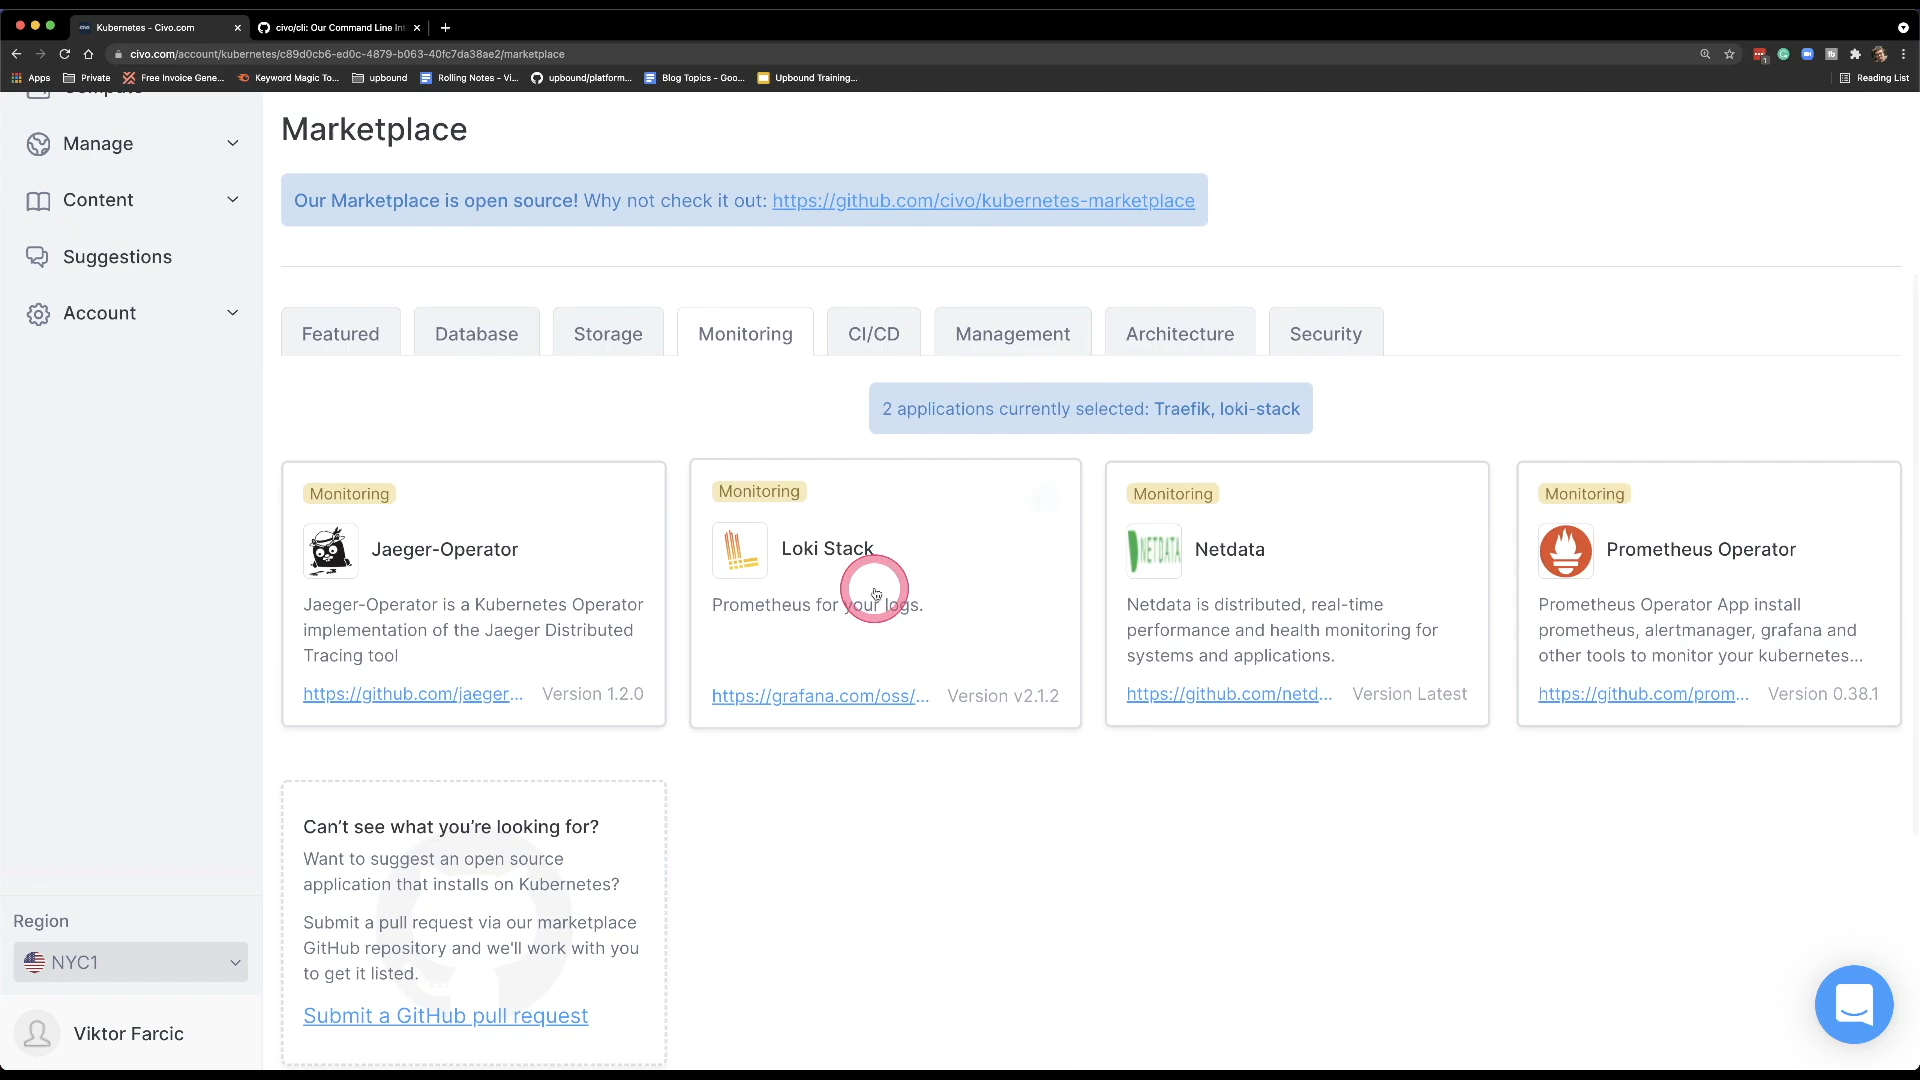 Kubernetes - Civo.com
civo/cli: Our Command Line In
civo.com/account/kubernetes/c89d0cb6-ed0c-4879-b063-40fc7da38ae2/marketplace
Apps
Private
Free Invoice Gene...
Keyword Magic To...
upbound
Rolling Notes - Vi...
upbound/platform...
Blog Topics - Goo...
Upbound Training...
Reading List
Compute
Manage
Content
Suggestions
Account
Region
NYC1
Viktor Farcic
Marketplace
Our Marketplace is open source! Why not check it out: https://github.com/civo/kubernetes-marketplace
Featured
Database
Storage
Monitoring
CI/CD
Management
Architecture
Security
2 applications currently selected: Traefik, loki-stack
Monitoring
Jaeger-Operator
Jaeger-Operator is a Kubernetes Operator
implementation of the Jaeger Distributed
Tracing tool
https://github.com/jaeger...
Version 1.2.0
Monitoring
Loki Stack
Prometheus for your logs.
https://grafana.com/oss/...
Version v2.1.2
Monitoring
NETDATA
Netdata
Netdata is distributed, real-time
performance and health monitoring for
systems and applications.
https://github.com/netd...
Version Latest
Monitoring
Prometheus Operator
Prometheus Operator App install
prometheus, alertmanager, grafana and
other tools to monitor your kubernetes...
https://github.com/prom...
Version 0.38.1
Can't see what you're looking for?
Want to suggest an open source
application that installs on Kubernetes?
Submit a pull request via our marketplace
GitHub repository and we'll work with you
to get it listed.
Submit a GitHub pull request